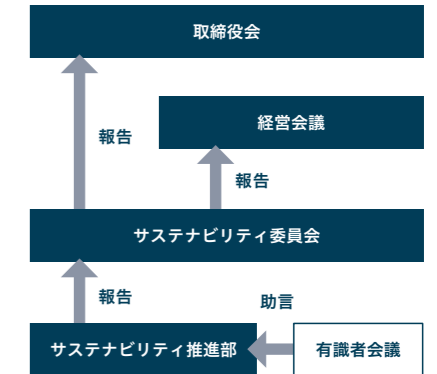 取締役会
経営会議
報告
報告
サステナビリティ委員会
報告
助言
サステナビリティ推進部
有識者会議